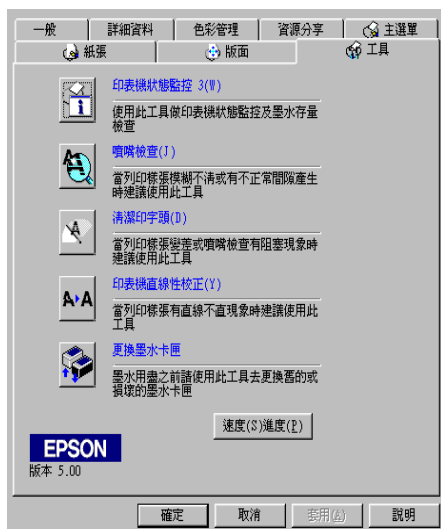 一般 詳細資料 色彩管理 資源分享 主選單
紙張 版面 工具
印表機狀態監控 3(W)
使用此工具做印表機狀態監控及墨水存量
檢查
噴嘴檢查(J)
當列印樣張模糊不清或有不正常間隙產生
時建議使用此工具
清潔印字頭(D)
當列印樣張變差或噴嘴檢查有阻塞現象時
建議使用此工具
印表機直線性校正(Y)
當列印樣張有直線不直現象時建議使用此
工具
更換墨水卡匣
墨水用盡之前請使用此工具去更換舊的或
損壞的墨水卡匣
速度(S)進度(P)
EPSON
版本 5.00
確定 取消 套用(A) 說明